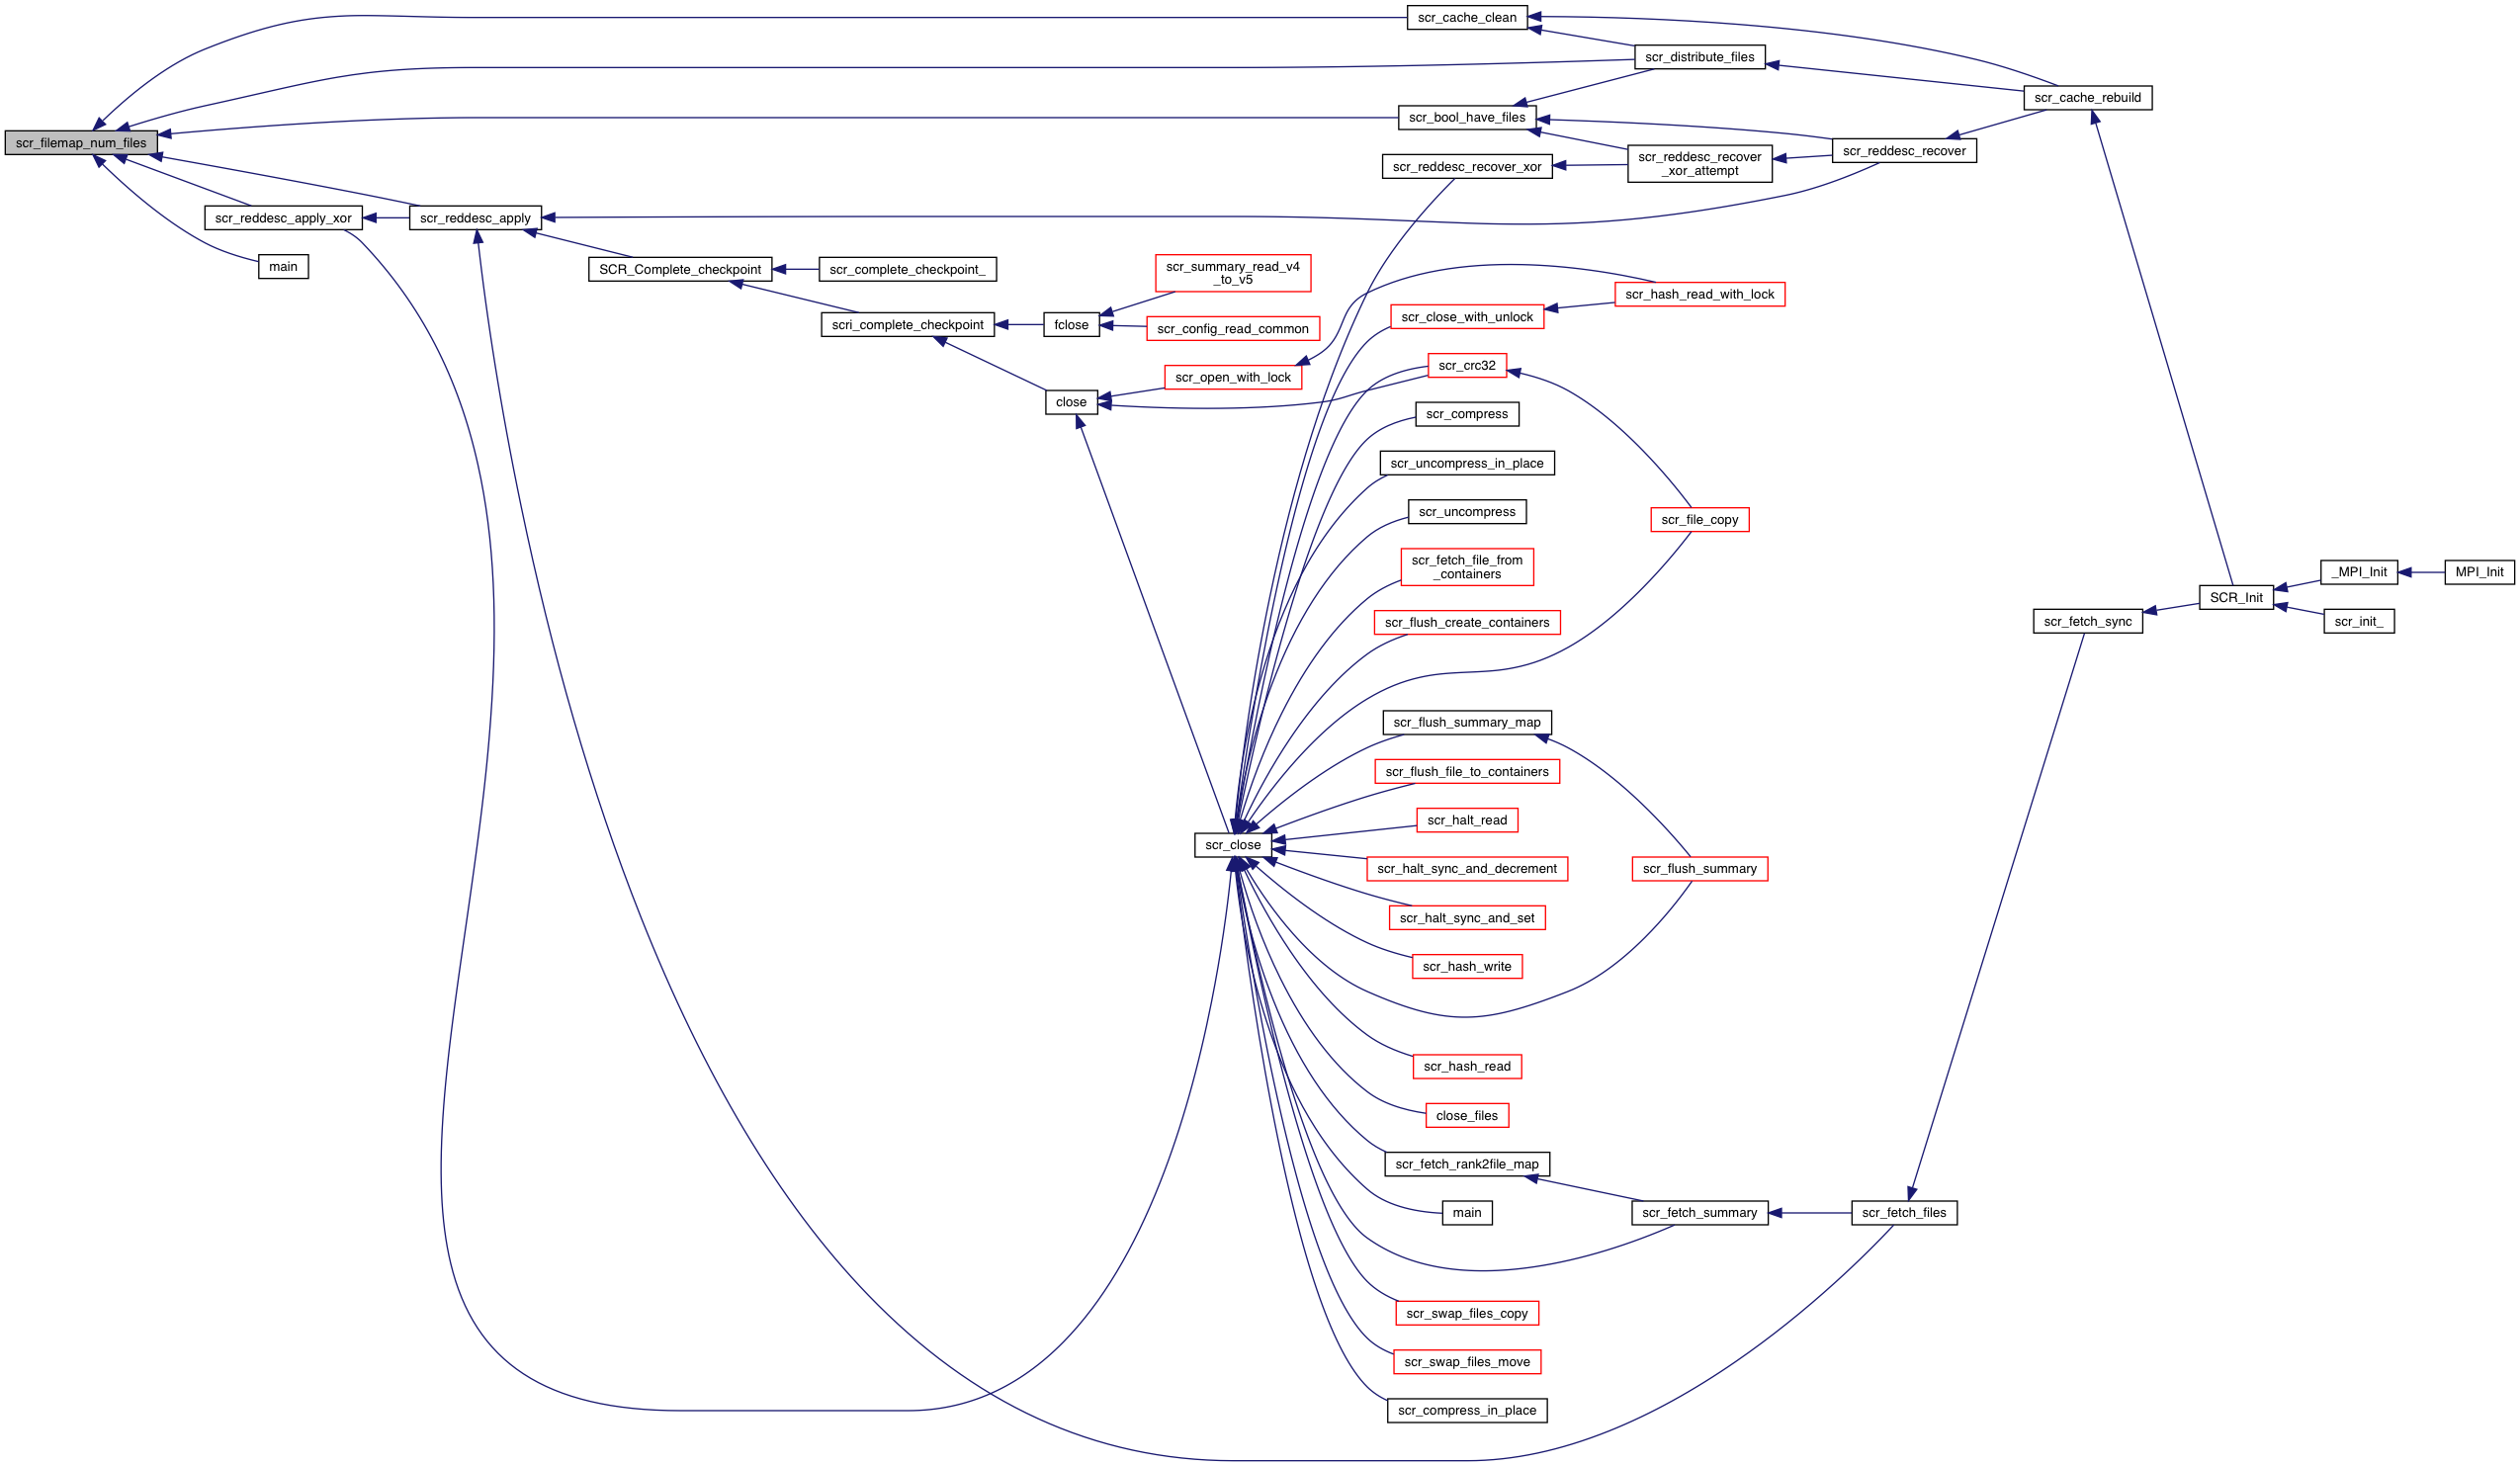 scr_cache_clean
scr_distribute_files
scr_cache_rebuild
scr_bool_have_files
scr_filemap_num_files
scr_reddesc_recover
scr_reddesc_recover_xor
scr_reddesc_recover
_xor_attempt
scr_reddesc_apply_xor
scr_reddesc_apply
main
SCR_Complete_checkpoint
scr_complete_checkpoint_
scr_summary_read_v4
_to_v5
scr_hash_read_with_lock
scri_complete_checkpoint
fclose
scr_config_read_common
scr_close_with_unlock
scr_open_with_lock
scr_crc32
close
scr_compress
scr_uncompress_in_place
scr_uncompress
scr_file_copy
scr_fetch_file_from
_containers
_MPI_Init
MPI_Init
SCR_Init
scr_flush_create_containers
scr_fetch_sync
scr_init_
scr_flush_summary_map
scr_flush_file_to_containers
scr_halt_read
scr_close
scr_halt_sync_and_decrement
scr_flush_summary
scr_halt_sync_and_set
scr_hash_write
scr_hash_read
close_files
scr_fetch_rank2file_map
main
scr_fetch_summary
scr_fetch_files
scr_swap_files_copy
scr_swap_files_move
scr_compress_in_place